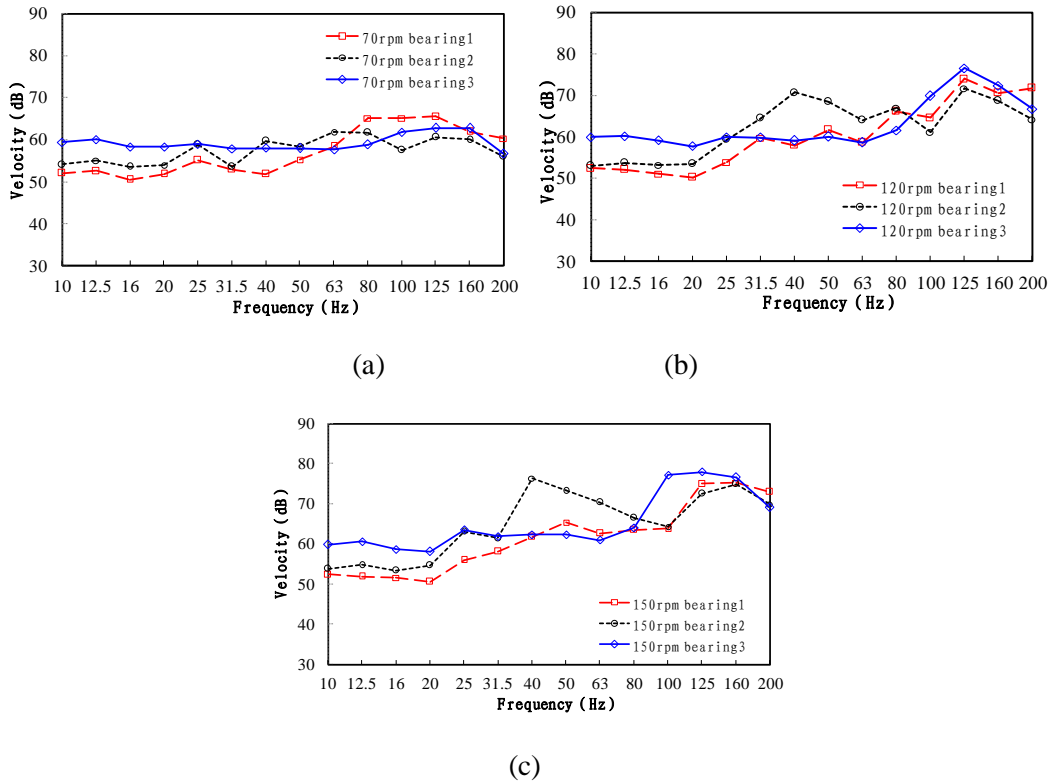 90
80
70
60
50
40
30
Velocity (dB)
70rpm bearing1
70rpm bearing2
70rpm bearing3
10 12.5 16 20 25 31.5 40 50 63 80 100 125 160 200
Frequency (Hz)
(a)
90
80
70
60
50
40
30
Velocity (dB)
120rpm bearing1
120rpm bearing2
120rpm bearing3
10 12.5 16 20 25 31.5 40 50 63 80 100 125 160 200
Frequency (Hz)
(b)
90
80
70
60
50
40
30
Velocity (dB)
150rpm bearing1
150rpm bearing2
150rpm bearing3
10 12.5 16 20 25 31.5 40 50 63 80 100 125 160 200
Frequency (Hz)
(c)